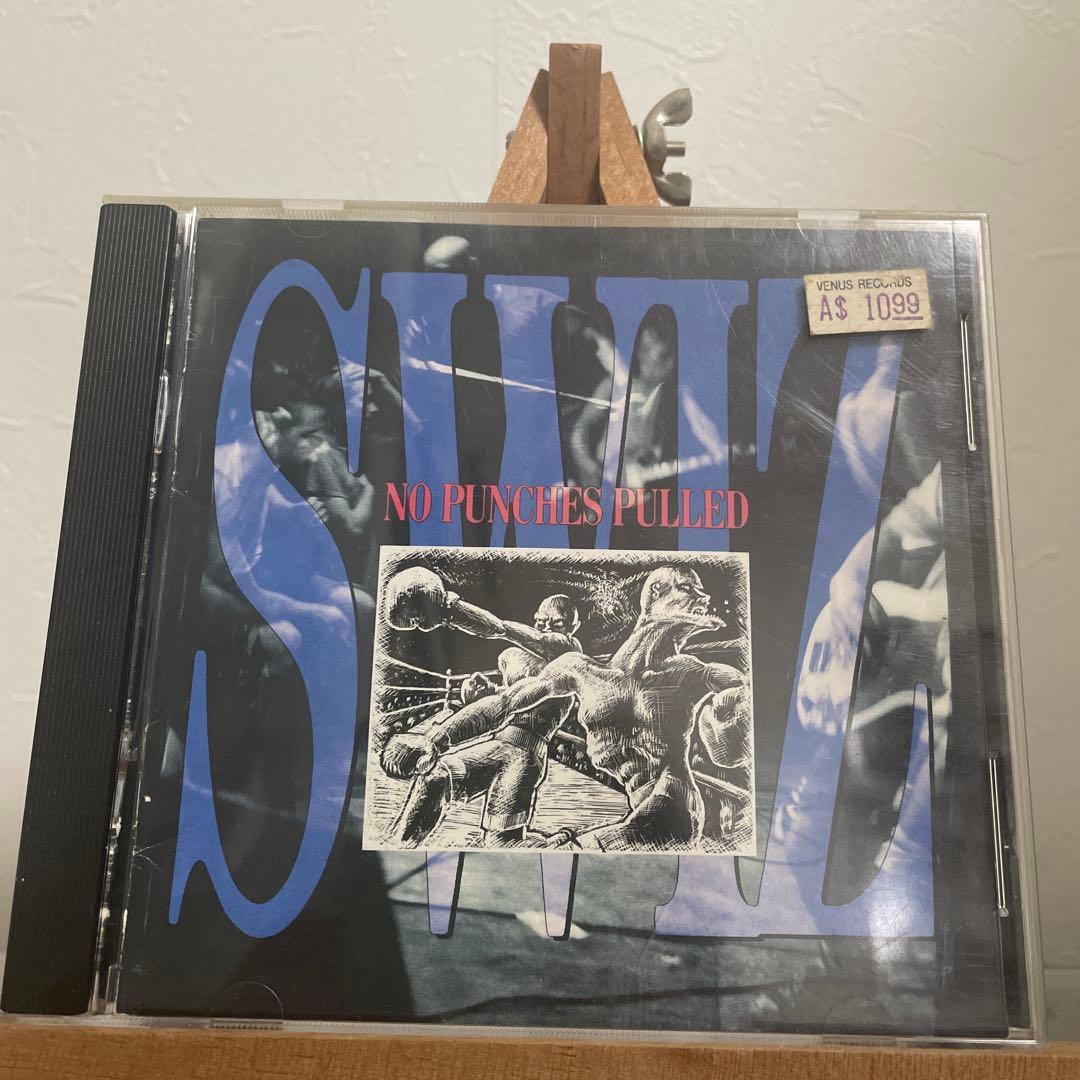 SWIZ
VENUS RECORDS
A$ 10.99
NO PUNCHES PULLED